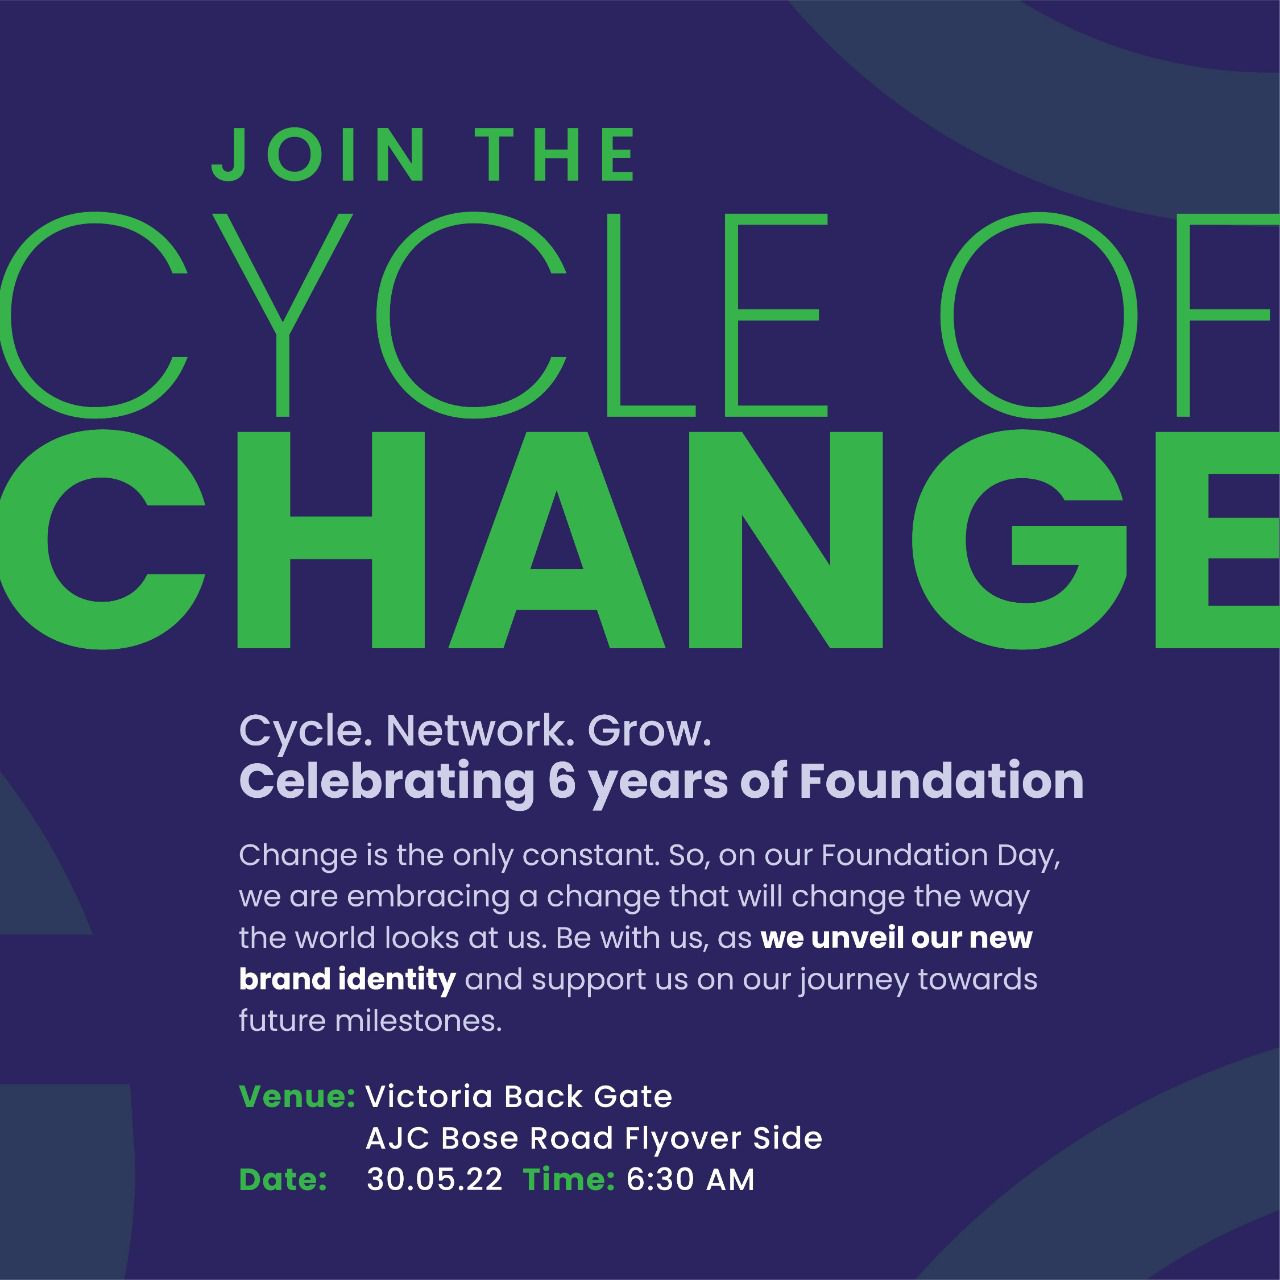 JOIN THE
CYCLE OF
CHANGE
Cycle. Network. Grow.
Celebrating 6 years of Foundation
Change is the only constant. So, on our Foundation Day,
we are embracing a change that will change the way
the world looks at us. Be with us, as we unveil our new
brand identity and support us on our journey towards
future milestones.
Venue: Victoria Back Gate
AJC Bose Road Flyover Side
Date: 30.05.22 Time: 6:30 AM